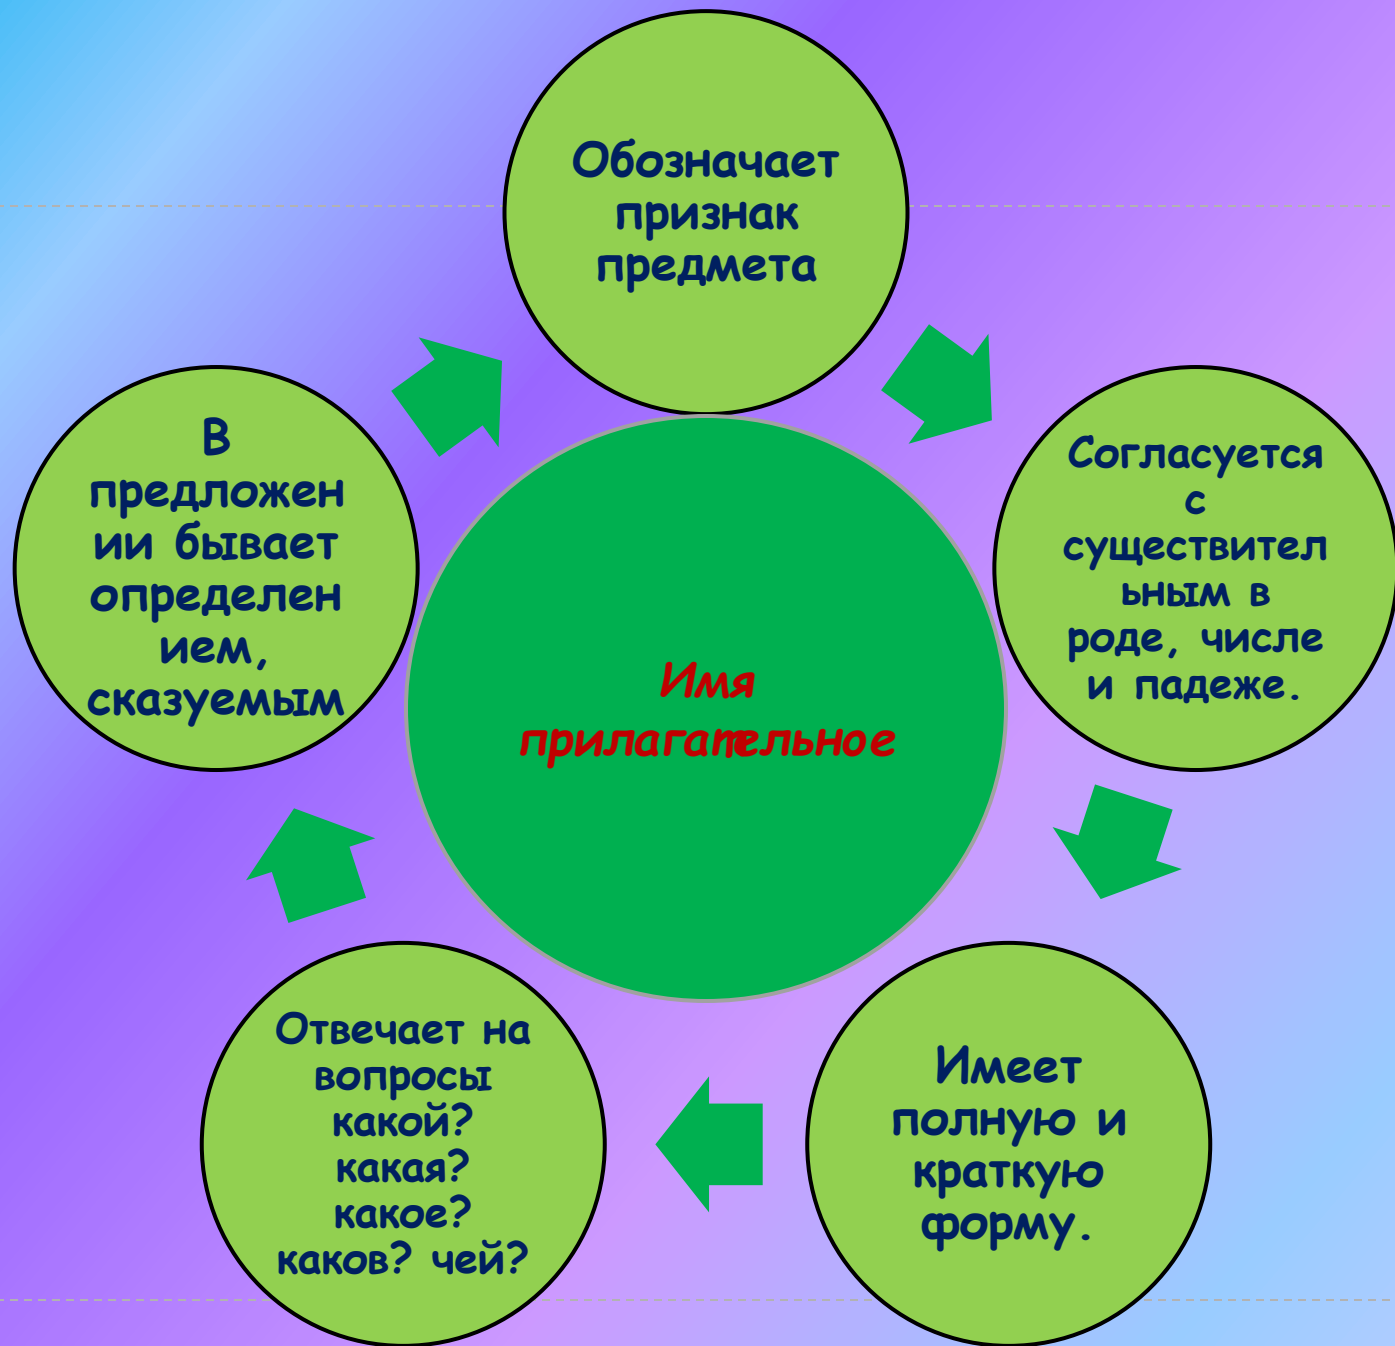 Обозначает
признак
предмета
Согласуется
с
существител
ьным в
роде, числе
и падеже.
Имеет
полную и
краткую
форму.
Отвечает на
вопросы
какой?
какая?
какое?
каков? чей?
В
предложен
ии бывает
определен
ием,
сказуемым
Имя
прилагательное